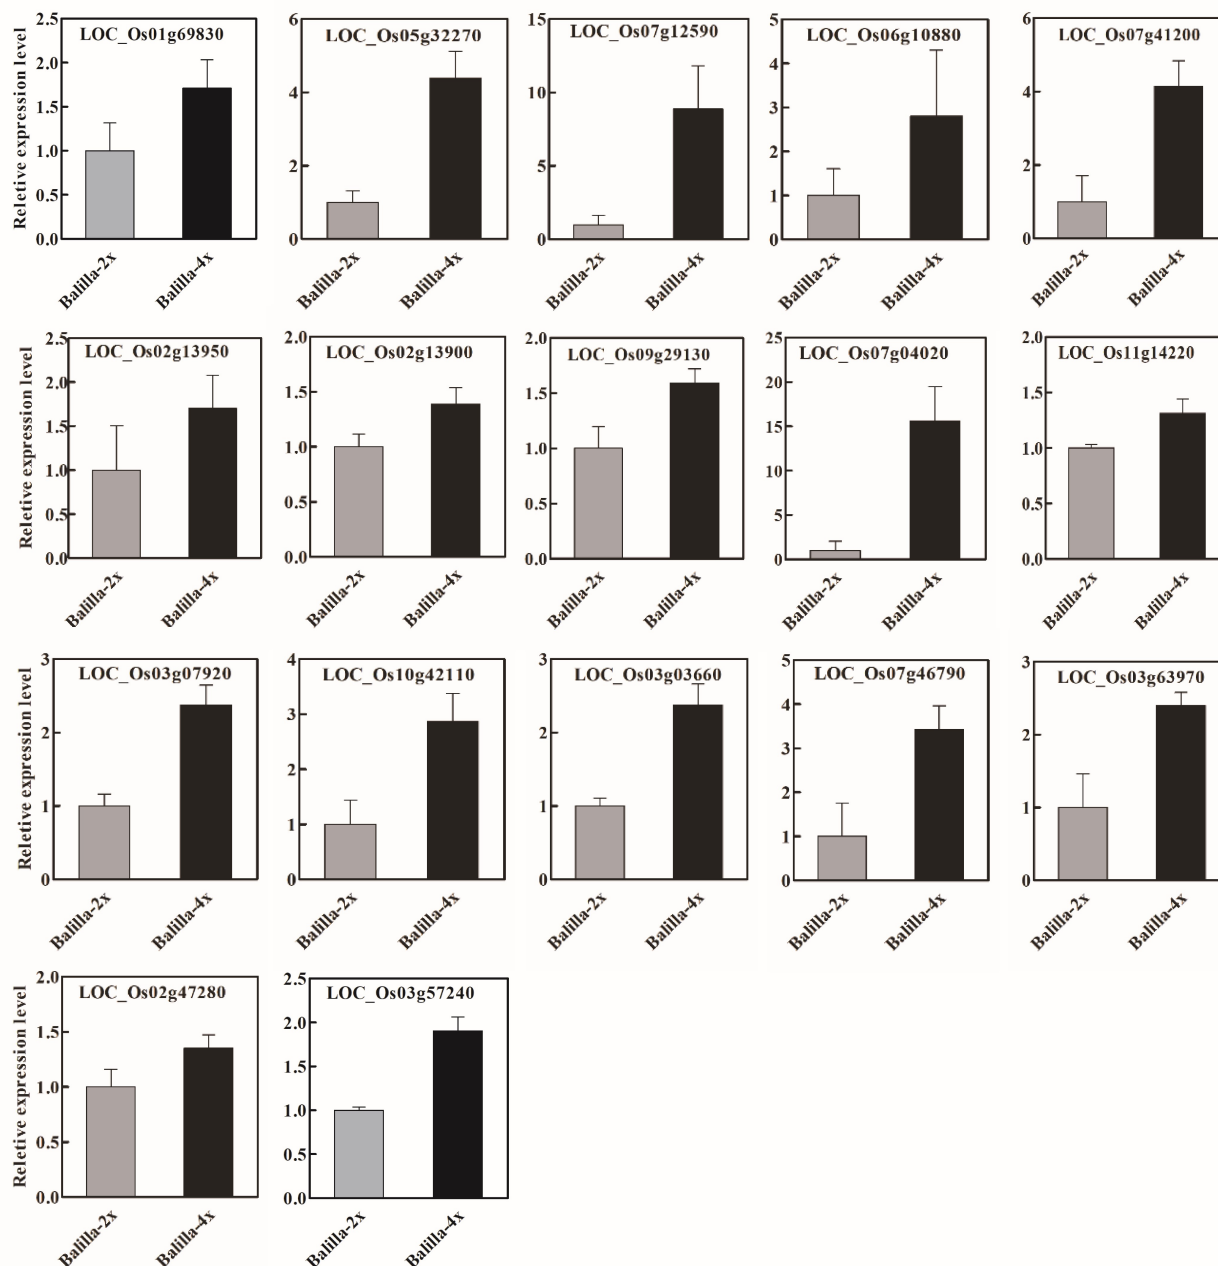 Reletive expression level
LOC_Os01g69830
2.5
2.0
1.5
1.0
0.5
0.0
Balilla-2x
Balilla-4x
LOC_Os05g32270
6
4
2
0
Balilla-2x
Balilla-4x
LOC_Os07g12590
15
10
5
0
Balilla-2x
Balilla-4x
LOC_Os06g10880
5
4
3
2
1
0
Balilla-2x
Balilla-4x
LOC_Os07g41200
6
4
2
0
Balilla-2x
Balilla-4x
Reletive expression level
LOC_Os02g13950
2.5
2.0
1.5
1.0
0.5
0.0
Balilla-2x
Balilla-4x
LOC_Os02g13900
2.0
1.5
1.0
0.5
0.0
Balilla-2x
Balilla-4x
LOC_Os09g29130
2.0
1.5
1.0
0.5
0.0
Balilla-2x
Balilla-4x
LOC_Os07g04020
25
20
15
10
5
0
Balilla-2x
Balilla-4x
LOC_Os11g14220
2.0
1.5
1.0
0.5
0.0
Balilla-2x
Balilla-4x
Reletive expression level
LOC_Os03g07920
3
2
1
0
Balilla-2x
Balilla-4x
LOC_Os10g42110
4
3
2
1
0
Balilla-2x
Balilla-4x
LOC_Os03g03660
3
2
1
0
Balilla-2x
Balilla-4x
LOC_Os07g46790
5
4
3
2
1
0
Balilla-2x
Balilla-4x
LOC_Os03g63970
3
2
1
0
Balilla-2x
Balilla-4x
Reletive expression level
LOC_Os02g47280
2.0
1.5
1.0
0.5
0.0
Balilla-2x
Balilla-4x
LOC_Os03g57240
2.5
2.0
1.5
1.0
0.5
0.0
Balilla-2x
Balilla-4x